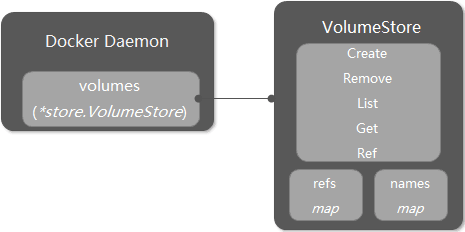 Docker Daemon
volumes
(*store.VolumeStore)
VolumeStore
Create
Remove
List
Get
Ref
refs
map
names
map